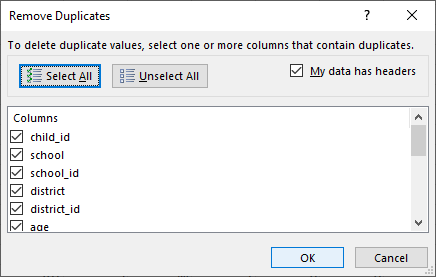 Remove Duplicates ? ×
To delete duplicate values, select one or more columns that contain duplicates.
Select All Unselect All My data has headers
Columns
child_id
school
school_id
district
district_id
age
OK Cancel